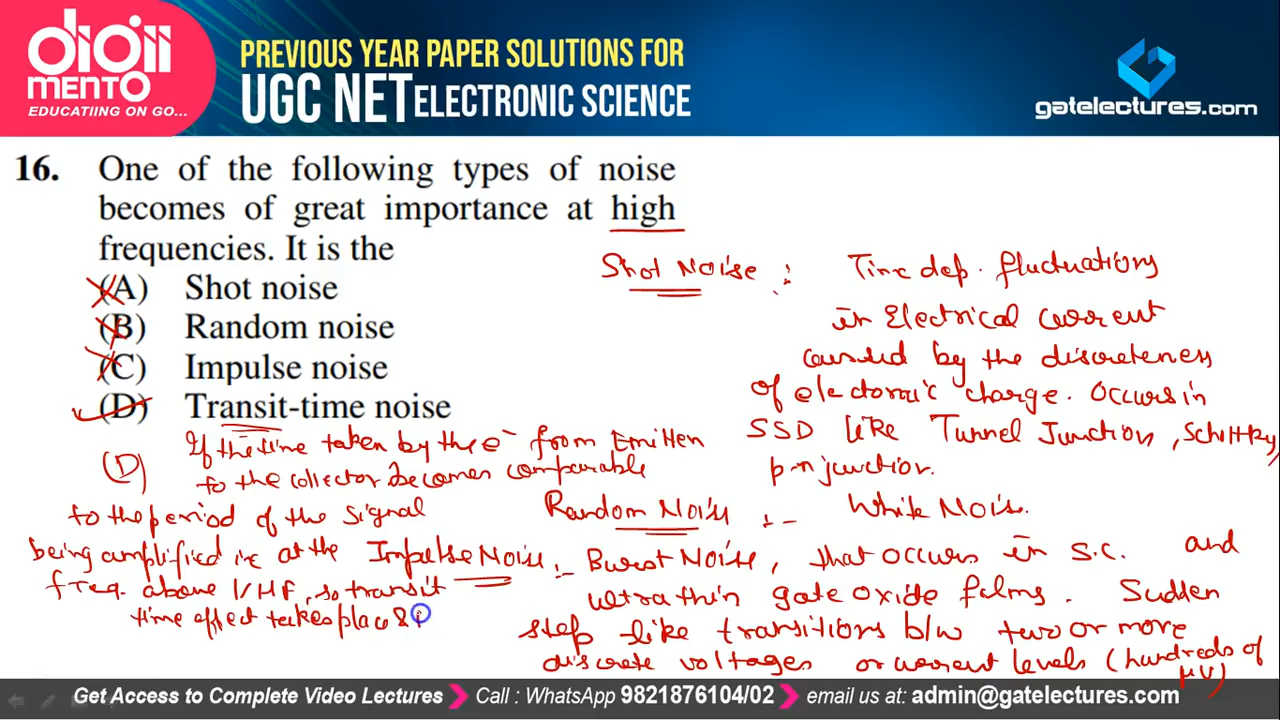 digii
MENTO
EDUCATIING ON GO...
PREVIOUS YEAR PAPER SOLUTIONS FOR
UGC NET ELECTRONIC SCIENCE
gatelectures.com
16. One of the following types of noise
becomes of great importance at high
frequencies. It is the
(A) Shot noise
(B) Random noise
(C) Impulse noise
(D) Transit-time noise
Shot Noise : Time dep. fluctuations
in Electrical current
caused by the discreteness
of electronic charge. Occurs in
SSD like Tunnel Junction, Schottky
p-n junction.
Random Noise :- White Noise.
Impulse Noise :- Burst Noise, that occurs in S.C. and
ultra thin gate oxide films. Sudden
step like transitions b/w two or more
discrete voltages or current levels (hundreds of
μV)
(D) If the time taken by the e⁻ from Emitter
to the collector becomes comparable
to the period of the signal
being amplified ie at the
freq. above VHF, so transit
time effect takes place &
Get Access to Complete Video Lectures
Call : WhatsApp 9821876104/02
email us at: admin@gatelectures.com